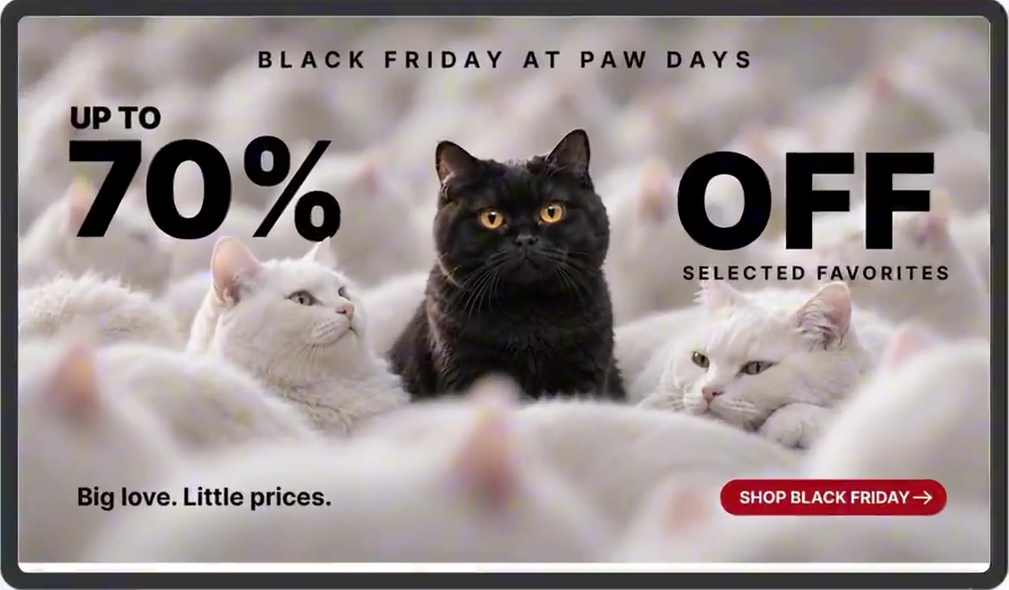 BLACK FRIDAY AT PAW DAYS
UP TO
70%
OFF
SELECTED FAVORITES
Big love. Little prices.
SHOP BLACK FRIDAY →